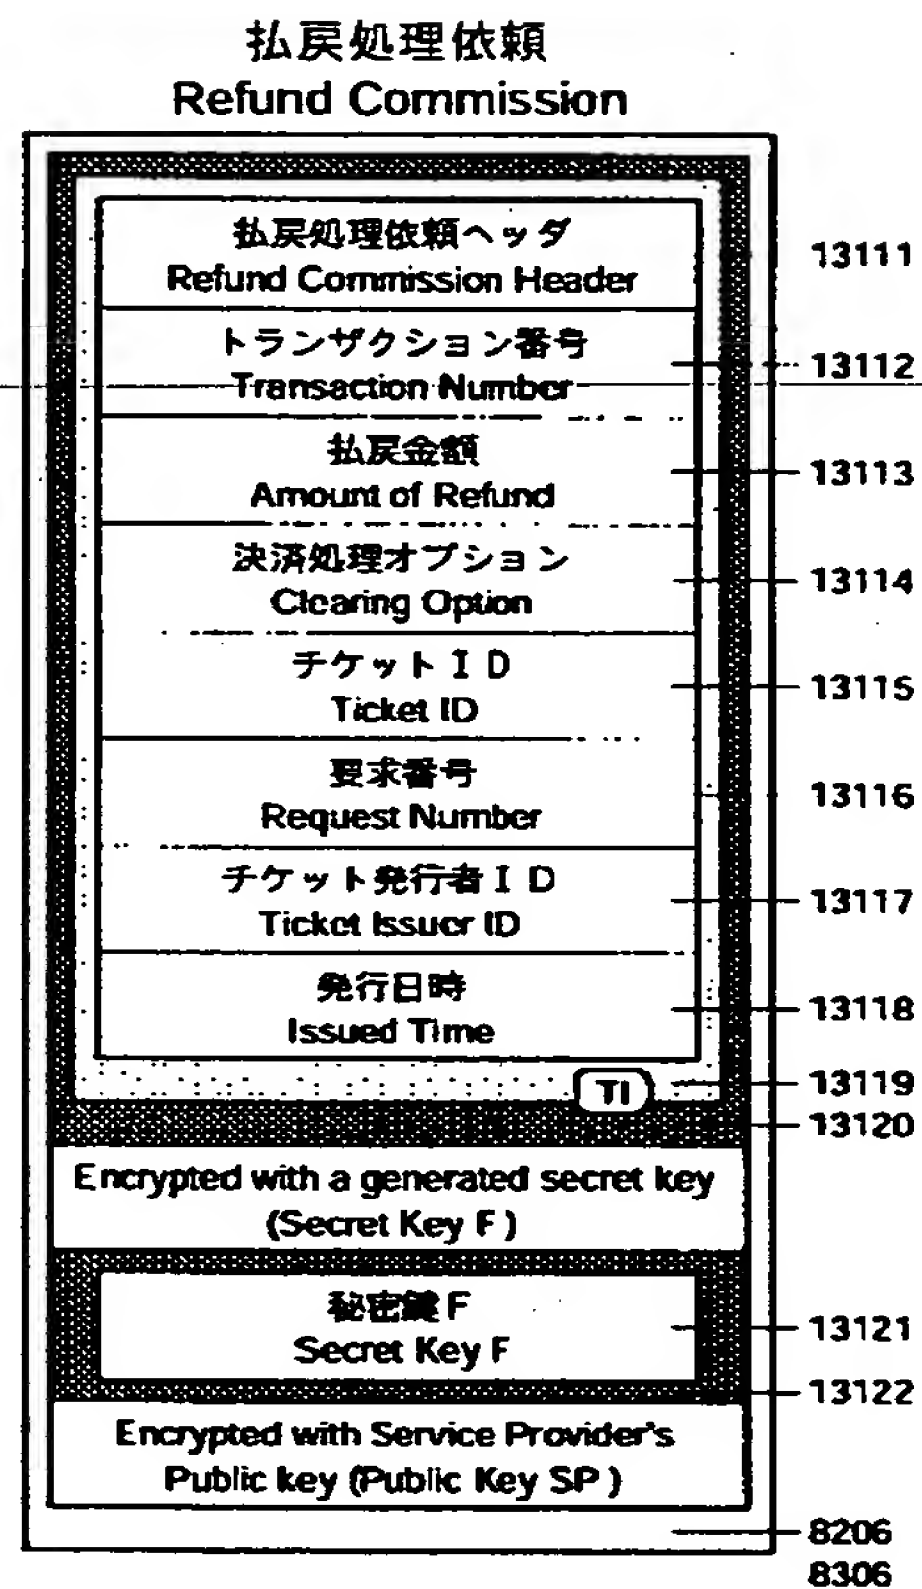 払戻処理依頼
Refund Commission
払戻処理依頼ヘッダ
Refund Commission Header
13111
トランザクション番号
Transaction Number
13112
払戻金額
Amount of Refund
13113
決済処理オプション
Clearing Option
13114
チケットID
Ticket ID
13115
要求番号
Request Number
13116
チケット発行者ID
Ticket Issuer ID
13117
発行日時
Issued Time
13118
TI
13119
13120
Encrypted with a generated secret key
(Secret Key F)
秘密鍵F
Secret Key F
13121
13122
Encrypted with Service Provider's
Public key (Public Key SP)
8206
8306